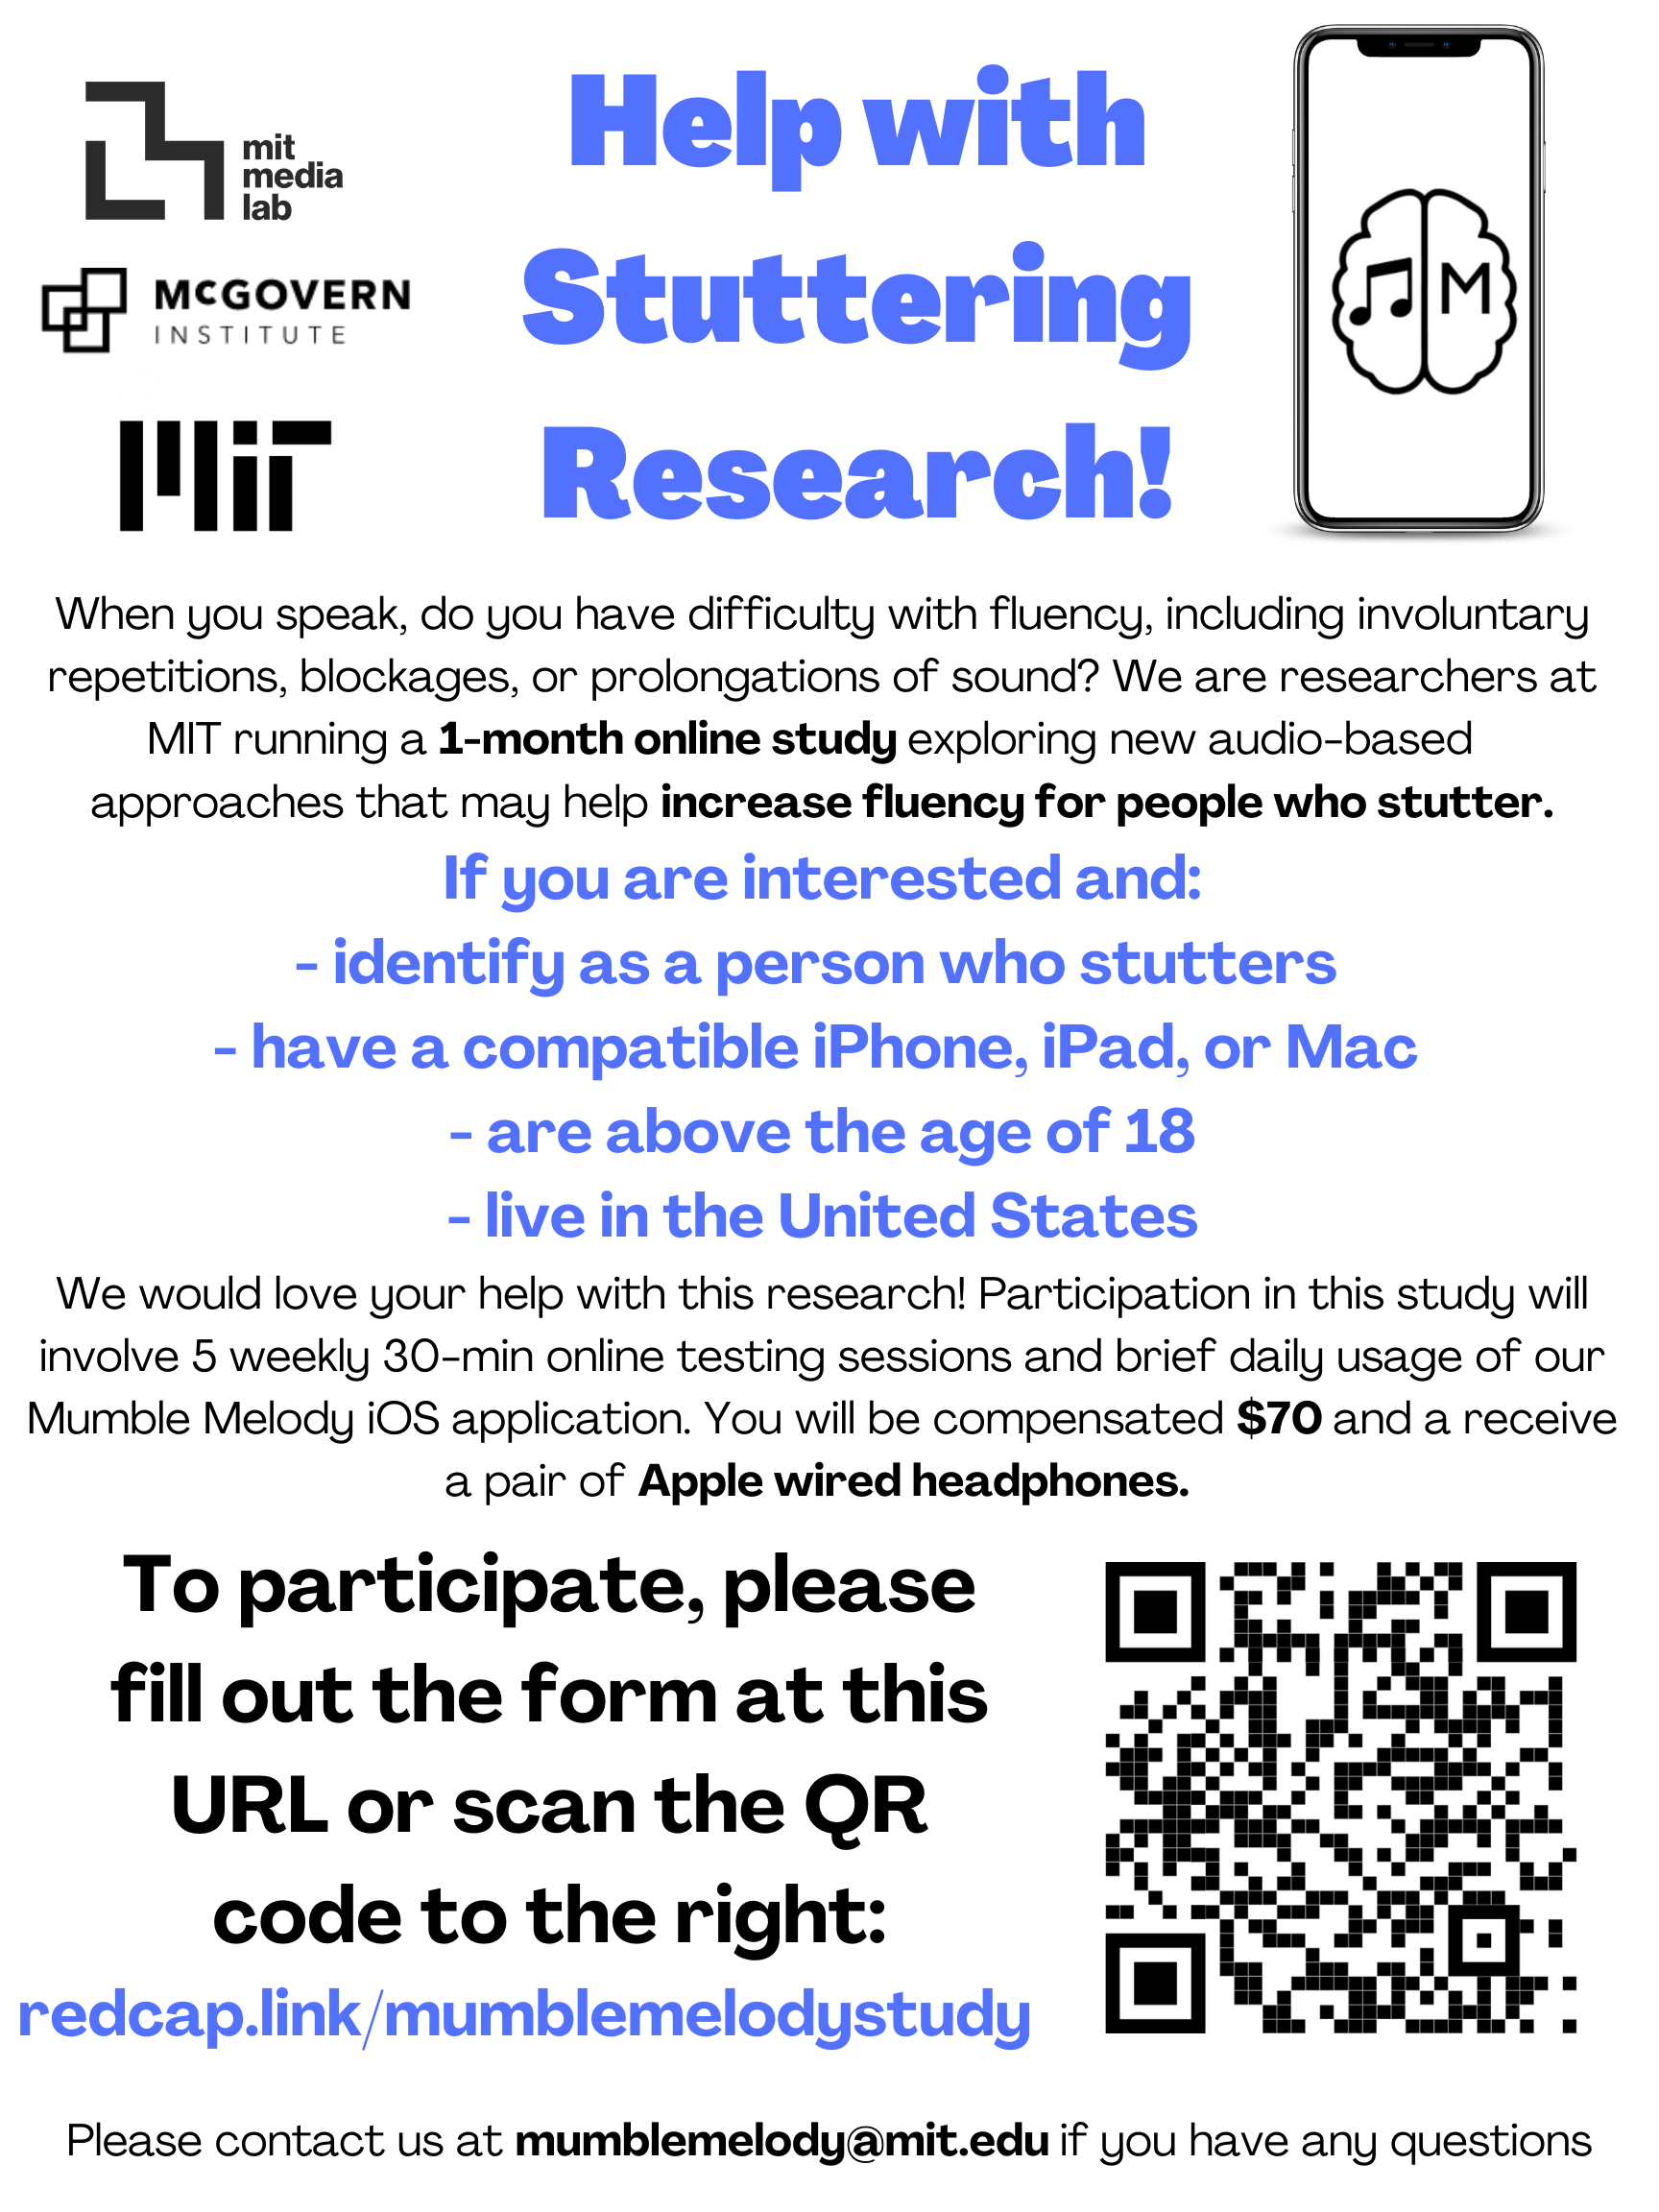 mit
media
lab
McGOVERN
INSTITUTE
MiT
Help with
Stuttering
Research!
M
When you speak, do you have difficulty with fluency, including involuntary
repetitions, blockages, or prolongations of sound? We are researchers at
MIT running a 1-month online study exploring new audio-based
approaches that may help increase fluency for people who stutter.
If you are interested and:
- identify as a person who stutters
- have a compatible iPhone, iPad, or Mac
- are above the age of 18
- live in the United States
We would love your help with this research! Participation in this study will
involve 5 weekly 30-min online testing sessions and brief daily usage of our
Mumble Melody iOS application. You will be compensated $70 and a receive
a pair of Apple wired headphones.
To participate, please
fill out the form at this
URL or scan the QR
code to the right:
redcap.link/mumblemelodystudy
Please contact us at mumblemelody@mit.edu if you have any questions